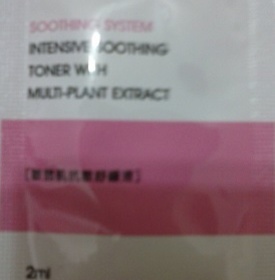 SOOTHING SYSTEM
INTENSIVE SOOTHING
TONER WITH
MULTI-PLANT EXTRACT
2ml